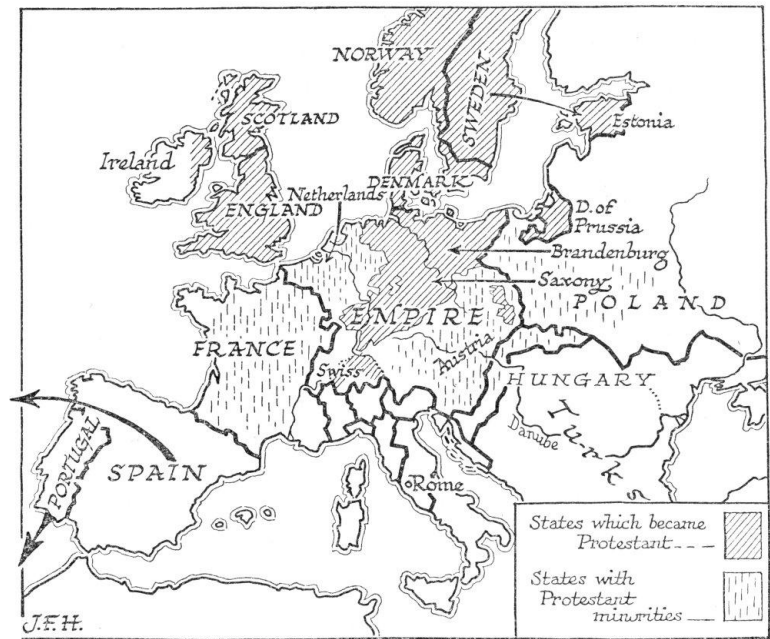 NORWAY
SWEDEN
SCOTLAND
Estonia
Ireland
DENMARK
Netherlands
ENGLAND
D. of
Prussia
Brandenburg
Saxony
POLAND
EMPIRE
FRANCE
Austria
Swiss
HUNGARY
Turks
Danube
PORTUGAL
SPAIN
Rome
States which became
Protestant ---
States with
Protestant
minrities --
J.F.H.